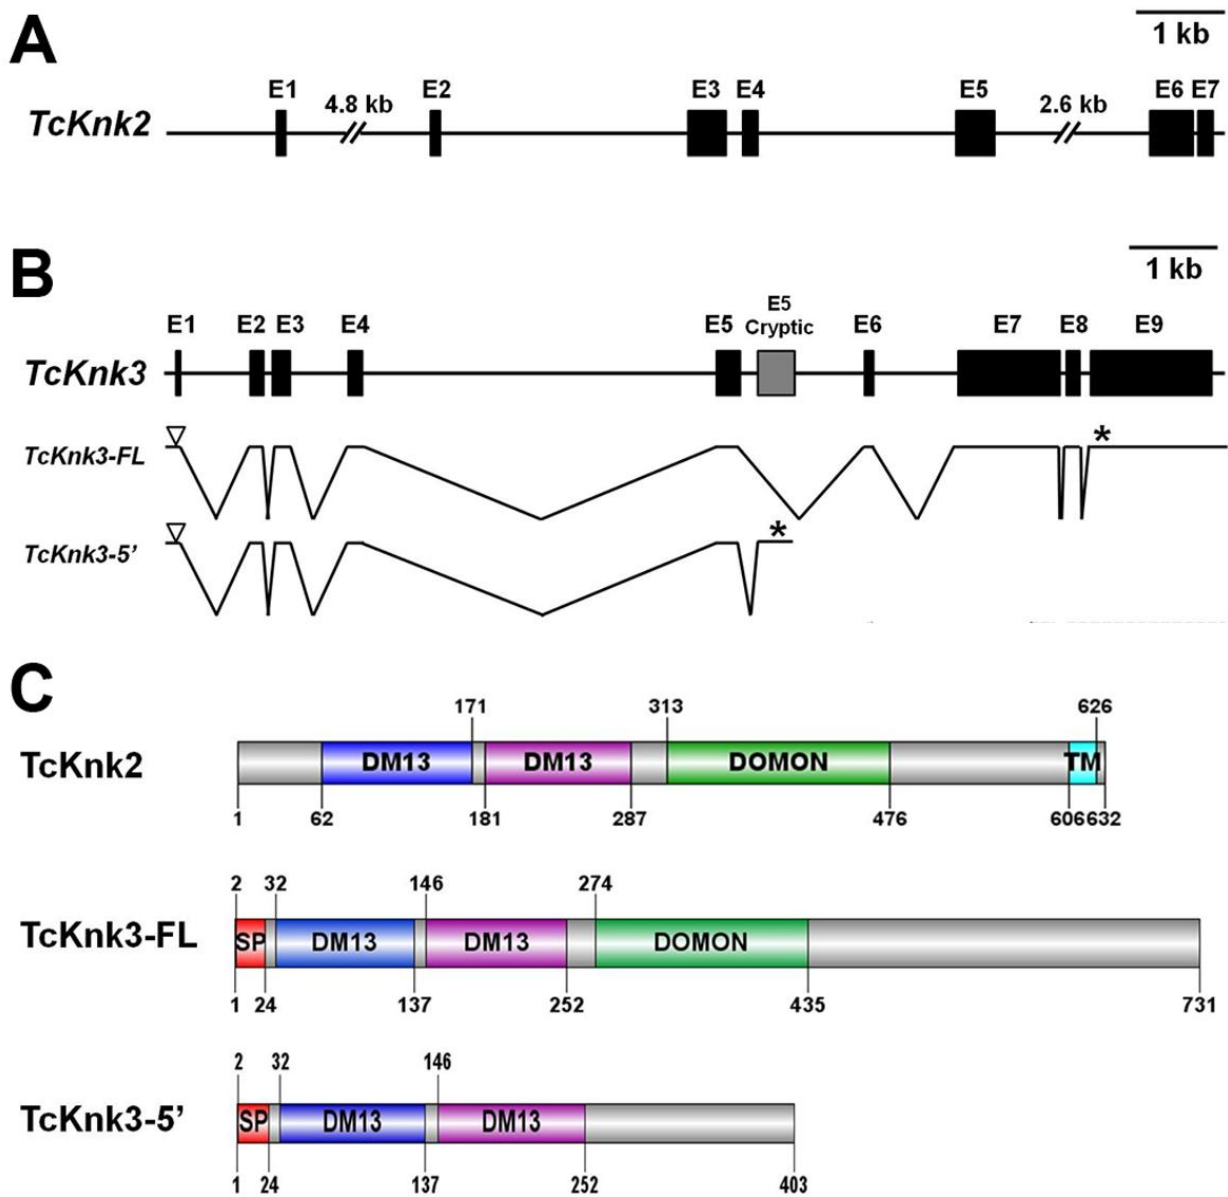 A
1 kb
E1 E2 E3 E4 E5 E6 E7
4.8 kb 2.6 kb
TcKnk2
B
1 kb
E5
E1 E2 E3 E4 E5 Cryptic E6 E7 E8 E9
TcKnk3
*
TcKnk3-FL
*
TcKnk3-5’
C
171 313 626
TcKnk2 DM13 DM13 DOMON TM
1 62 181 287 476 606 632
2 32 146 274
TcKnk3-FL SP DM13 DM13 DOMON
1 24 137 252 435 731
2 32 146
TcKnk3-5’ SP DM13 DM13
1 24 137 252 403